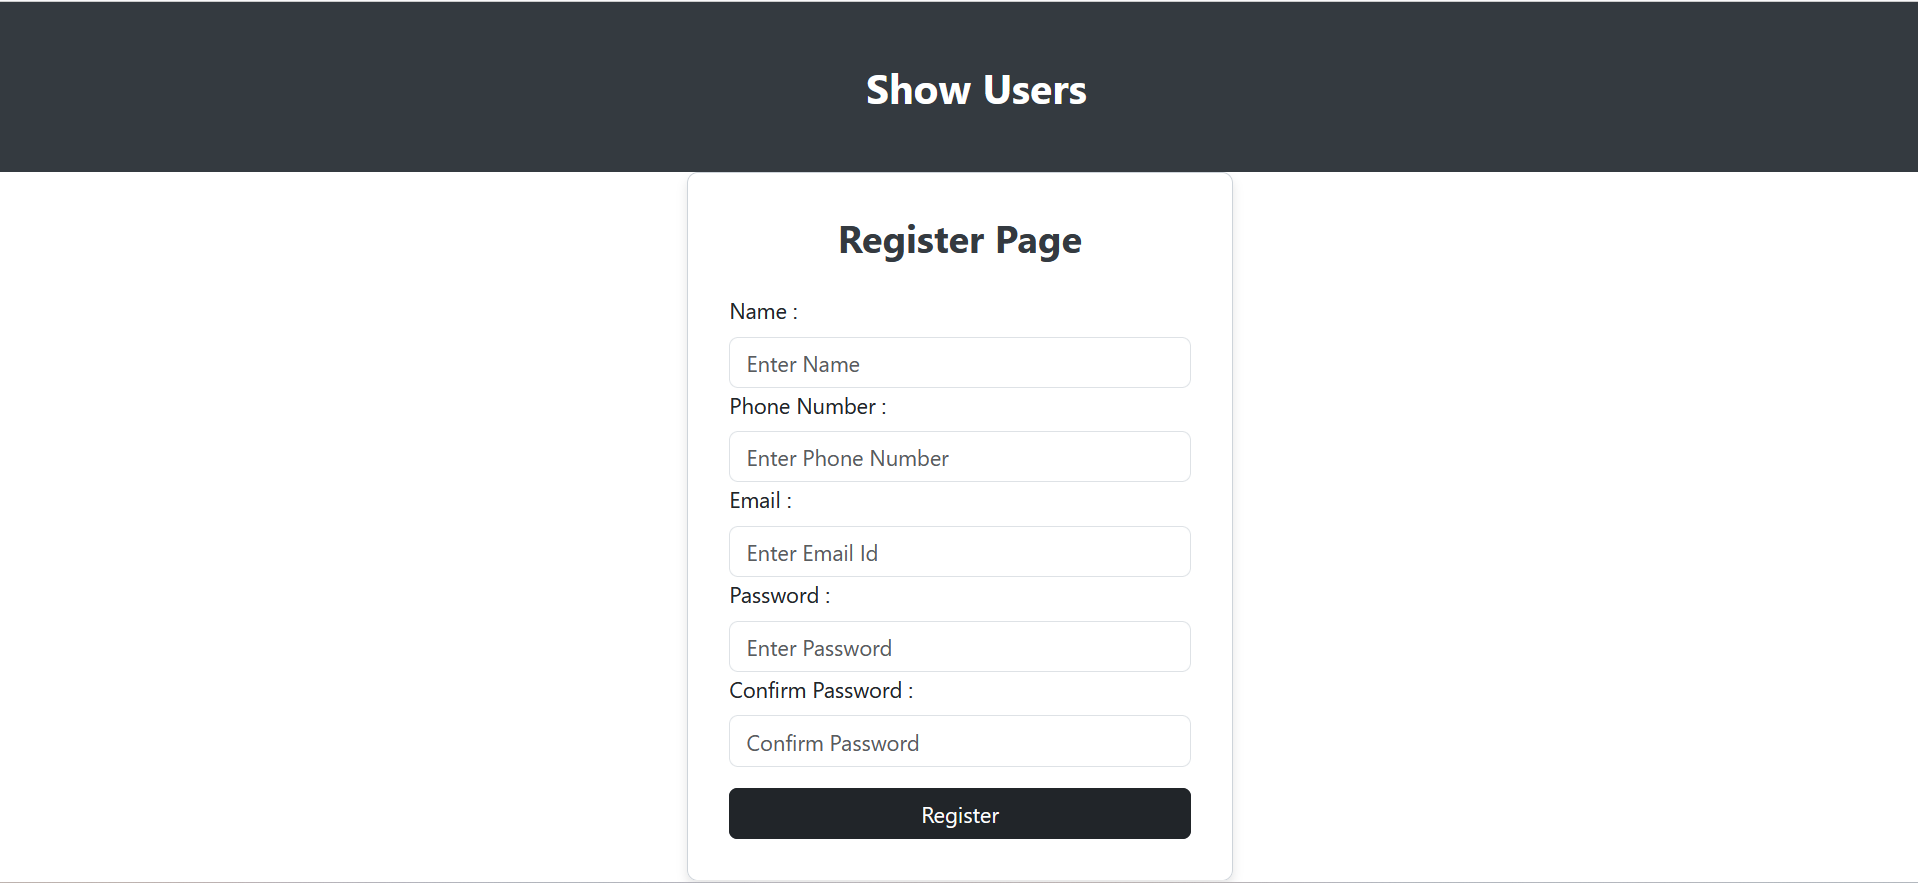 Show Users
Register Page
Name :
Enter Name
Phone Number :
Enter Phone Number
Email :
Enter Email Id
Password :
Enter Password
Confirm Password :
Confirm Password
Register